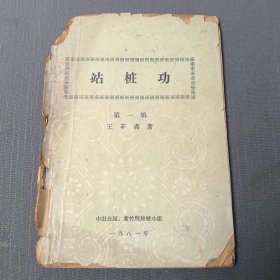 站桩功
第一辑
王芗斋著
中山公园、紫竹院站桩小组
一九八一年